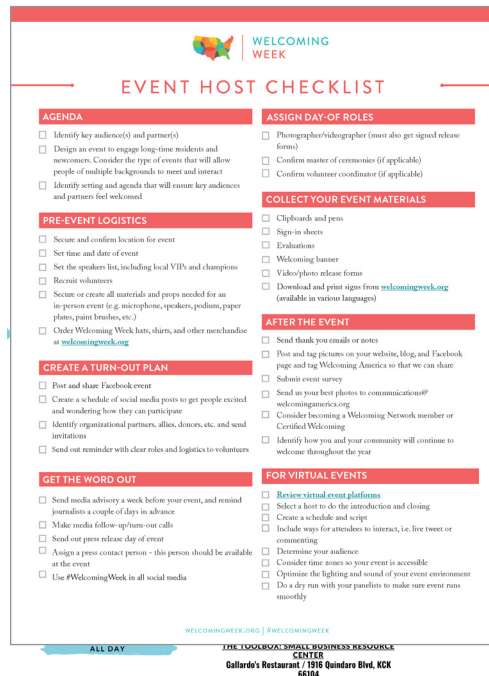 WELCOMING
WEEK
EVENT HOST CHECKLIST
AGENDA
Identify key audience(s) and partner(s)
Design an event to engage long-time residents and
newcomers. Consider the type of events that will allow
people of multiple backgrounds to meet and interact
Identify setting and agenda that will ensure key audiences
and partners feel welcomed
PRE-EVENT LOGISTICS
Secure and confirm location for event
Set time and date of event
Set the speakers list, including local VIPs and champions
Recruit volunteers
Secure or create all materials and props needed for an
in-person event (e.g. microphone, speakers, podium, paper
plates, paint brushes, etc.)
Order Welcoming Week hats, shirts, and other merchandise
at welcomingweek.org
CREATE A TURN-OUT PLAN
Post and share Facebook event
Create a schedule of social media posts to get people excited
and wondering how they can participate
Identify organizational partners, allies, donors, etc. and send
invitations
Send out reminder with clear roles and logistics to volunteers
GET THE WORD OUT
Send media advisory a week before your event, and remind
journalists a couple of days in advance
Make media follow-up/turn-out calls
Send out press release day of event
Assign a press contact person - this person should be available
at the event
Use #WelcomingWeek in all social media
ASSIGN DAY-OF ROLES
Photographer/videographer (must also get signed release
forms)
Confirm master of ceremonies (if applicable)
Confirm volunteer coordinator (if applicable)
COLLECT YOUR EVENT MATERIALS
Clipboards and pens
Sign-in sheets
Evaluations
Welcoming banner
Video/photo release forms
Download and print signs from welcomingweek.org
(available in various languages)
AFTER THE EVENT
Send thank you emails or notes
Post and tag pictures on your website, blog, and Facebook
page and tag Welcoming America so that we can share
Submit event survey
Send us your best photos to communications@
welcomingamerica.org
Consider becoming a Welcoming Network member or
Certified Welcoming
Identify how you and your community will continue to
welcome throughout the year
FOR VIRTUAL EVENTS
Review virtual event platforms
Select a host to do the introduction and closing
Create a schedule and script
Include ways for attendees to interact, i.e. live tweet or
commenting
Determine your audience
Consider time zones so your event is accessible
Optimize the lighting and sound of your event environment
Do a dry run with your panelists to make sure event runs
smoothly
WELCOMINGWEEK.ORG | #WELCOMINGWEEK
ALL DAY
THE TOOLBOX: SMALL BUSINESS RESOURCE
CENTER
Gallardo's Restaurant / 1916 Quindaro Blvd, KCK
66104